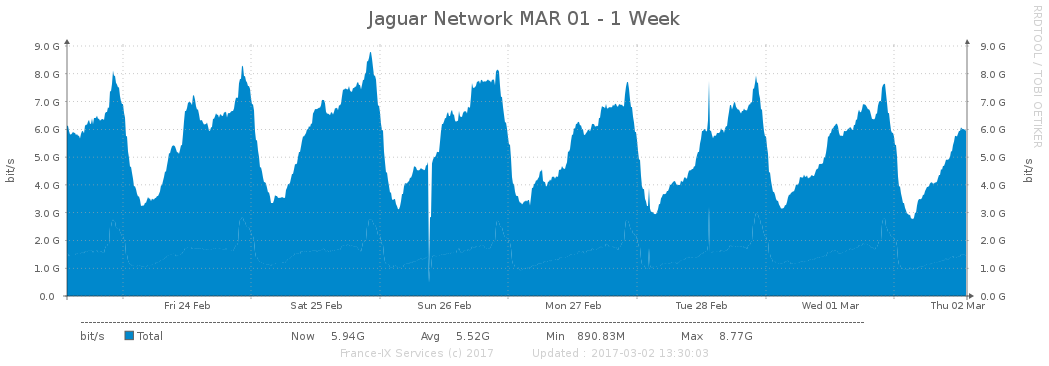 Jaguar Network MAR 01 - 1 Week
RRDTOOL / TOBI OETIKER
bit/s
9.0 G
8.0 G
7.0 G
6.0 G
5.0 G
4.0 G
3.0 G
2.0 G
1.0 G
0.0
9.0 G
8.0 G
7.0 G
6.0 G
5.0 G
4.0 G
3.0 G
2.0 G
1.0 G
0.0 G
bit/s
Fri 24 Feb Sat 25 Feb Sun 26 Feb Mon 27 Feb Tue 28 Feb Wed 01 Mar Thu 02 Mar
bit/s Total Now 5.94G Avg 5.52G Min 890.83M Max 8.77G
France-IX Services (c) 2017 Updated : 2017-03-02 13:30:03